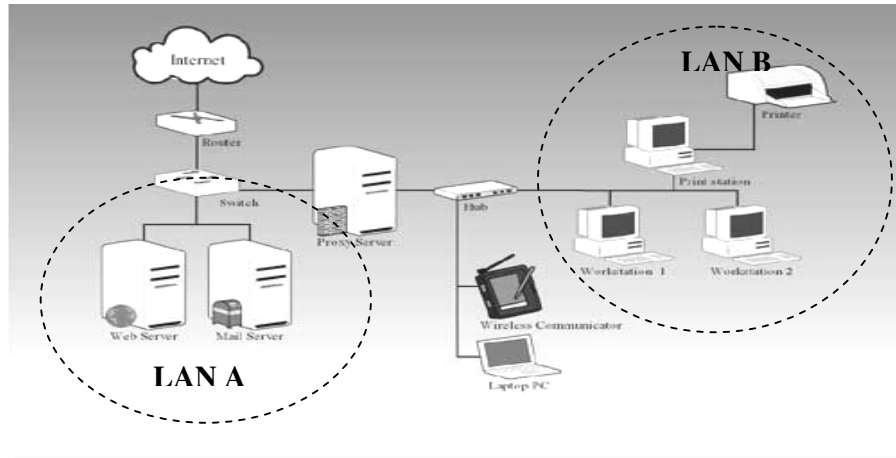 Internet
LAN B
Printer
Router
Print station
Switch
Proxy Server
Hub
Workstation 1
Workstation 2
Web Server
Mail Server
Wireless Communicator
LAN A
Laptop PC